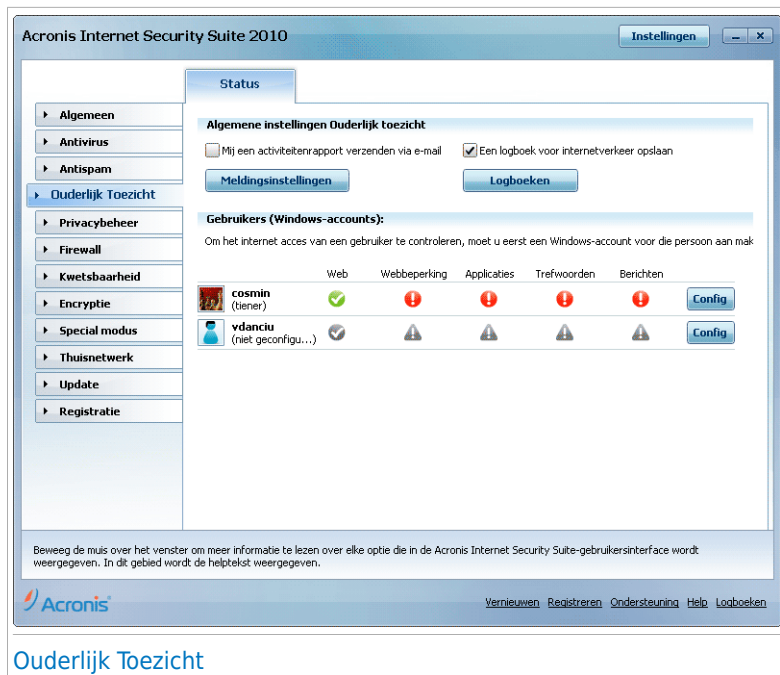 Acronis Internet Security Suite 2010
Instellingen
Status
Algemeen
Antivirus
Antispam
Ouderlijk Toezicht
Privacybeheer
Firewall
Kwetsbaarheid
Encryptie
Special modus
Thuisnetwerk
Update
Registratie
Algemene instellingen Ouderlijk toezicht
Mij een activiteitenrapport verzenden via e-mail
Een logboek voor internetverkeer opslaan
Meldingsinstellingen
Logboeken
Gebruikers (Windows-accounts):
Om het internet acces van een gebruiker te controleren, moet u eerst een Windows-account voor die persoon aan mak
Web Webbeperking Applicaties Trefwoorden Berichten
cosmin
(tiener)
Config
vdanciu
(niet geconfigu...)
Config
Beweeg de muis over het venster om meer informatie te lezen over elke optie die in de Acronis Internet Security Suite-gebruikersinterface wordt
weergegeven. In dit gebied wordt de helptekst weergegeven.
Acronis
Vernieuwen Registreren Ondersteuning Help Logboeken
Ouderlijk Toezicht